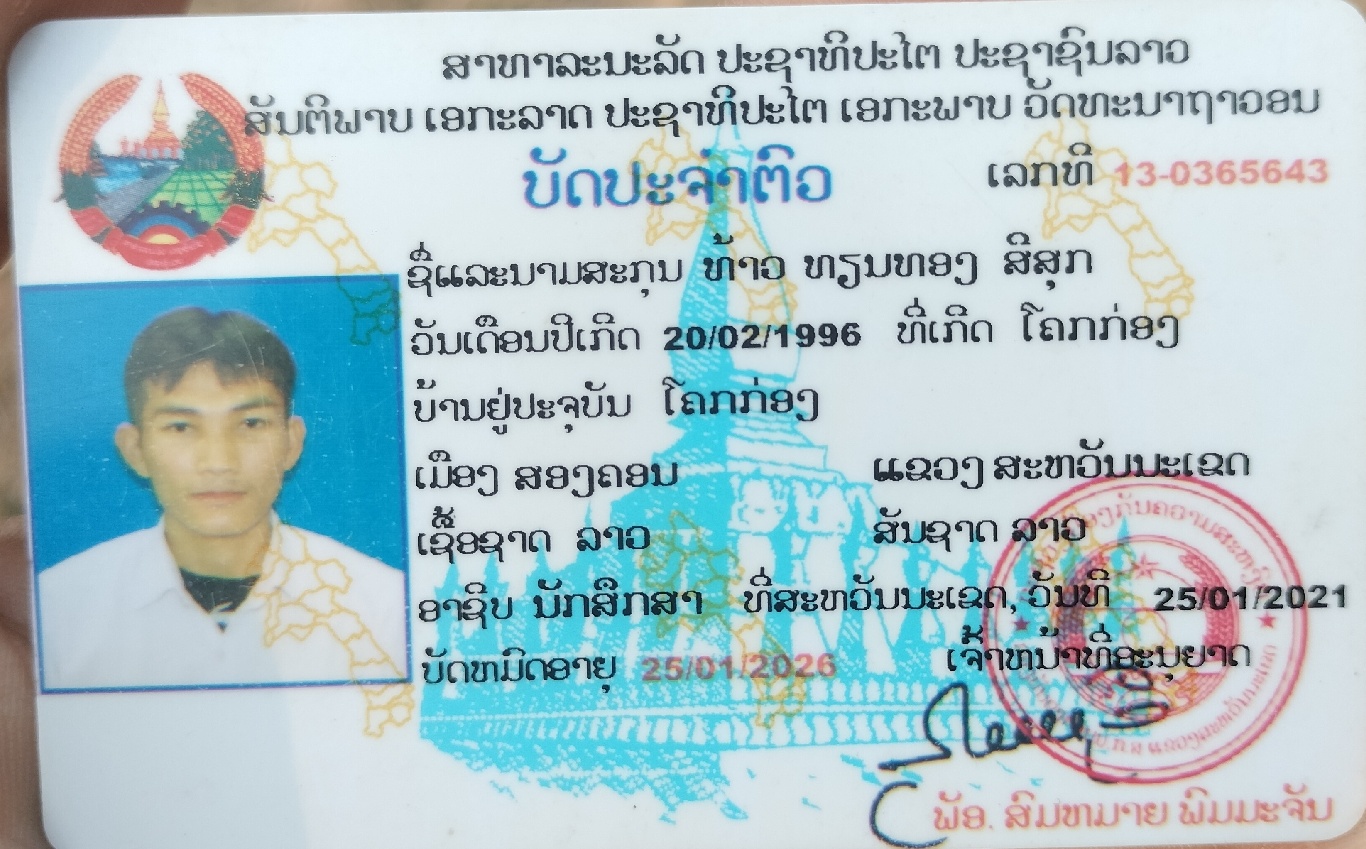 ສາທາລະນະລັດ ປະຊາທິປະໄຕ ປະຊາຊົນລາວ
ສັນຕິພາບ ເອກະລາດ ປະຊາທິປະໄຕ ເອກະພາບ ວັດທະນາຖາວອນ
ບັດປະຈຳຕົວ ເລກທີ 13-0365643
ຊື່ແລະນາມສະກຸນ ທ້າວ ທຽນທອງ ສີສຸກ
ວັນເດືອນປີເກີດ 20/02/1996 ທີ່ເກີດ ໂຄກກ່ອງ
ບ້ານຢູ່ປະຈຸບັນ ໂຄກກ່ອງ
ເມືອງ ສອງຄອນ ແຂວງ ສະຫວັນນະເຂດ
ເຊື້ອຊາດ ລາວ ສັນຊາດ ລາວ
ອາຊີບ ນັກສຶກສາ ທີ່ສະຫວັນນະເຂດ, ວັນທີ 25/01/2021
ບັດຫມົດອາຍຸ 25/01/2026 ເຈົ້າຫນ້າທີ່ອະນຸຍາດ
ພັອ. ສົມຫມາຍ ພິມມະຈັນ